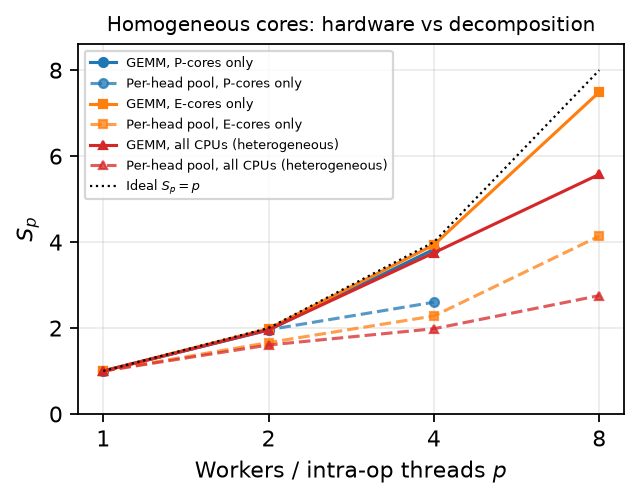 Homogeneous cores: hardware vs decomposition
GEMM, P-cores only
Per-head pool, P-cores only
GEMM, E-cores only
Per-head pool, E-cores only
GEMM, all CPUs (heterogeneous)
Per-head pool, all CPUs (heterogeneous)
Ideal Sₚ = p
Sₚ
8
6
4
2
0
1 2 4 8
Workers / intra-op threads p